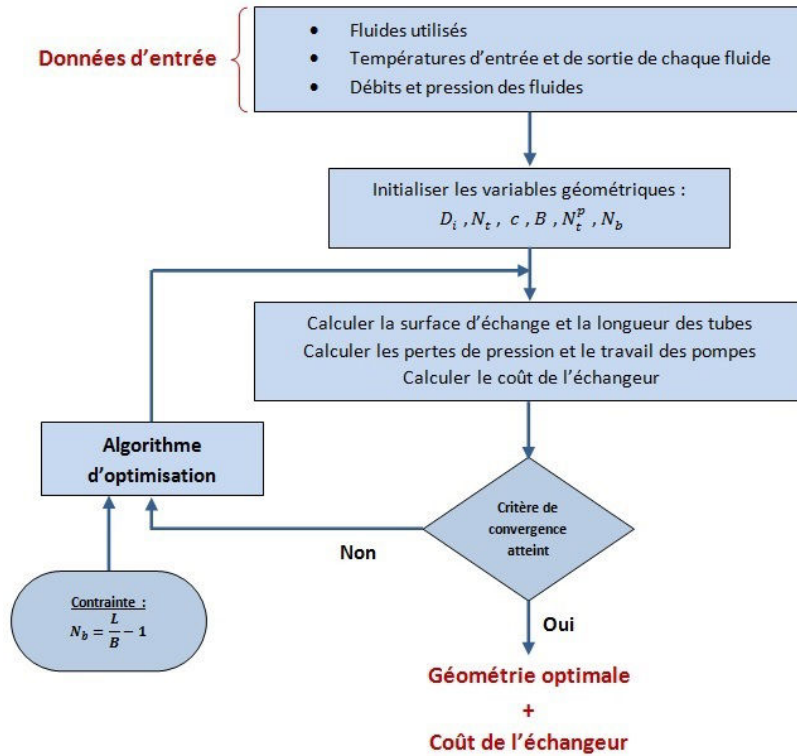 Données d'entrée
• Fluides utilisés
• Températures d'entrée et de sortie de chaque fluide
• Débits et pression des fluides
Initialiser les variables géométriques :
D_i , N_t , c , B , N_t^p , N_b
Calculer la surface d'échange et la longueur des tubes
Calculer les pertes de pression et le travail des pompes
Calculer le coût de l'échangeur
Algorithme
d'optimisation
Critère de
convergence
atteint
Non
Contrainte :
N_b = L/B − 1
Oui
Géométrie optimale
+
Coût de l'échangeur